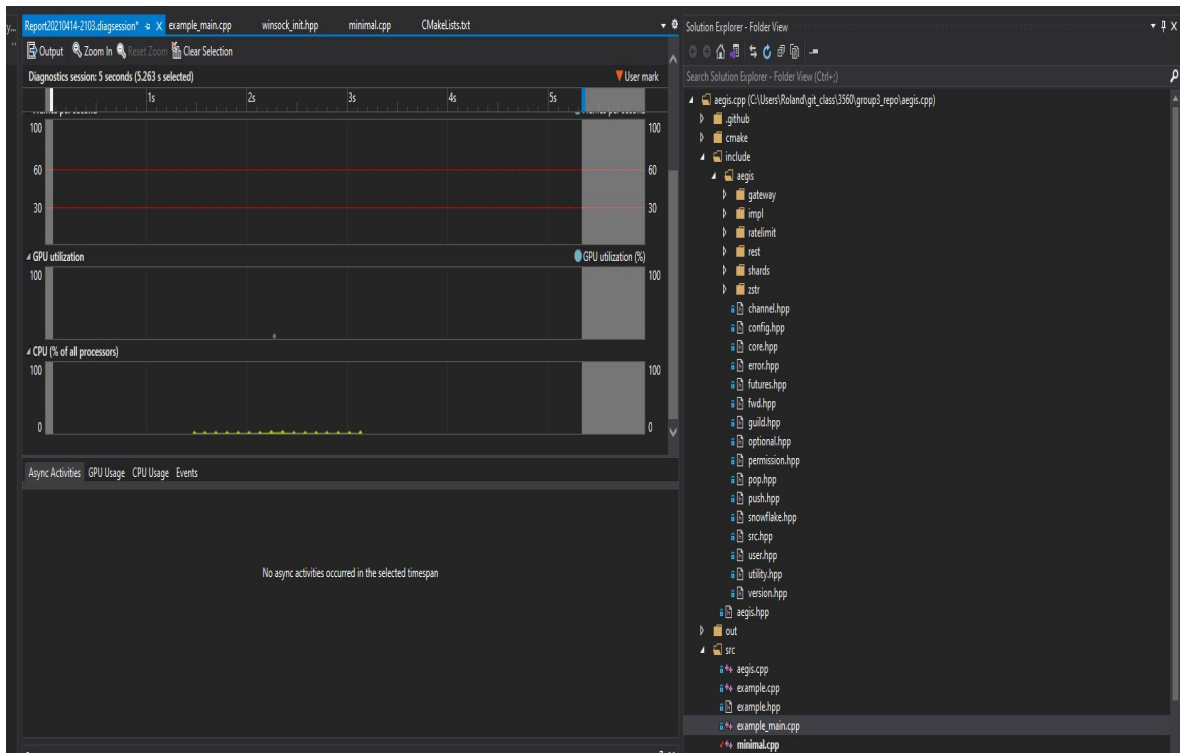 y...
Report20210414-2103.diagsession*
example_main.cpp
winsock_init.hpp
minimal.cpp
CMakeLists.txt
Output Zoom In Reset Zoom Clear Selection
Diagnostics session: 5 seconds (5.263 s selected)
User mark
1s 2s 3s 4s 5s
100 100
60 60
30 30
GPU utilization
GPU utilization (%)
100 100
CPU (% of all processors)
100 100
0 0
Async Activities GPU Usage CPU Usage Events
No async activities occurred in the selected timespan
Solution Explorer - Folder View
Search Solution Explorer - Folder View (Ctrl+;)
aegis.cpp (C:\Users\Roland\git_class\3560\group3_repo\aegis.cpp)
.github
cmake
include
aegis
gateway
impl
ratelimit
rest
shards
zstr
channel.hpp
config.hpp
core.hpp
error.hpp
futures.hpp
fwd.hpp
guild.hpp
optional.hpp
permission.hpp
pop.hpp
push.hpp
snowflake.hpp
src.hpp
user.hpp
utility.hpp
version.hpp
aegis.hpp
out
src
aegis.cpp
example.cpp
example.hpp
example_main.cpp
minimal.cpp